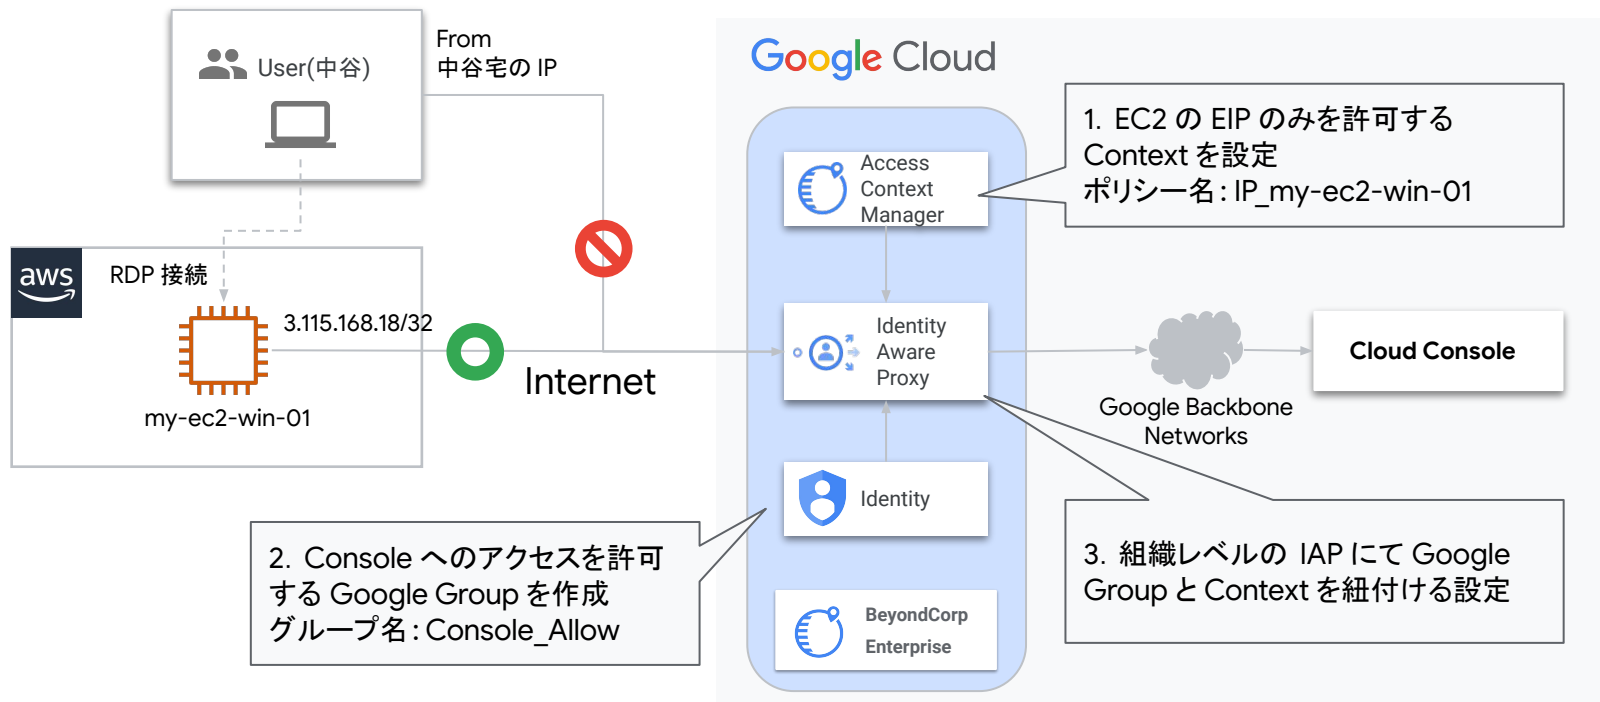 User(中谷)
From
中谷宅の IP
aws
RDP 接続
3.115.168.18/32
my-ec2-win-01
Internet
Google Cloud
Access
Context
Manager
Identity
Aware
Proxy
Identity
BeyondCorp
Enterprise
1. EC2 の EIP のみを許可する
Context を設定
ポリシー名 : IP_my-ec2-win-01
Google Backbone
Networks
Cloud Console
2. Console へのアクセスを許可
する Google Group を作成
グループ名 : Console_Allow
3. 組織レベルの IAP にて Google
Group と Context を紐付ける設定